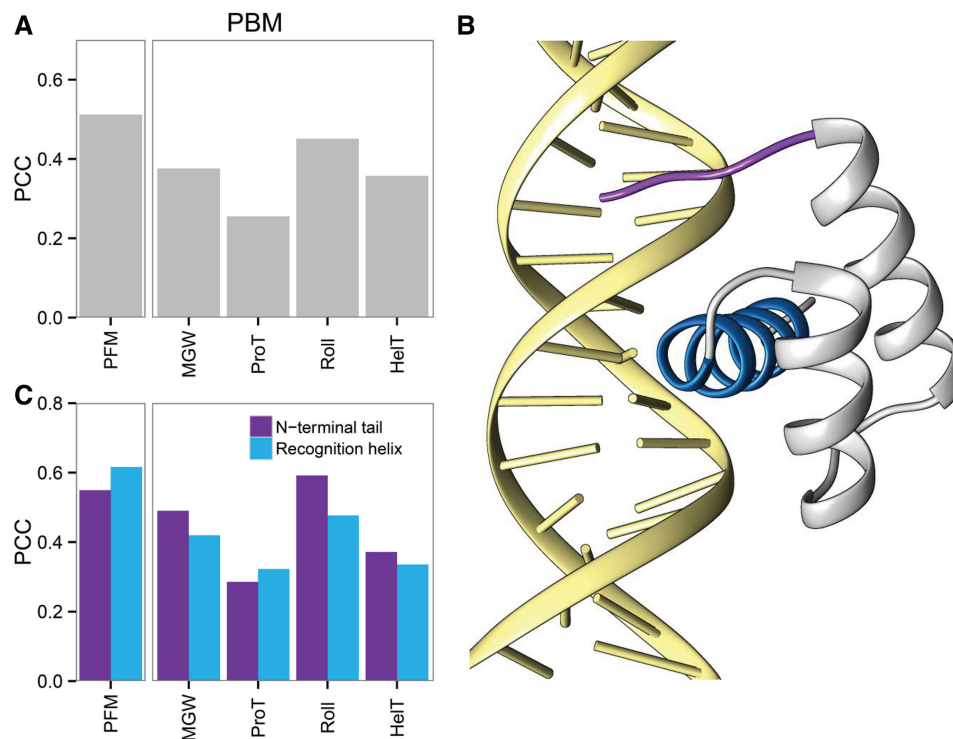 A
PBM
B
PCC
0.6
0.4
0.2
0.0
PFM
MGW
ProT
Roll
HelT
C
N-terminal tail
Recognition helix
PCC
0.8
0.6
0.4
0.2
0.0
PFM
MGW
ProT
Roll
HelT